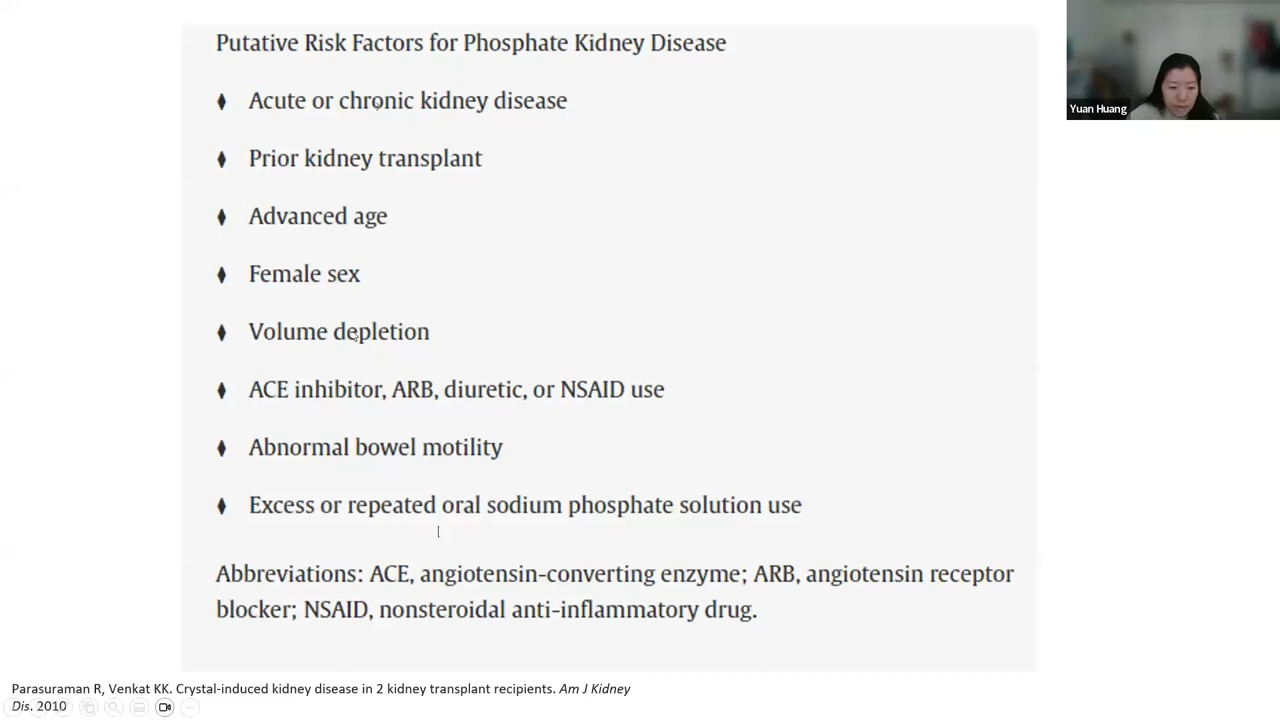 Putative Risk Factors for Phosphate Kidney Disease
Yuan Huang
♦ Acute or chronic kidney disease
♦ Prior kidney transplant
♦ Advanced age
♦ Female sex
♦ Volume depletion
♦ ACE inhibitor, ARB, diuretic, or NSAID use
♦ Abnormal bowel motility
♦ Excess or repeated oral sodium phosphate solution use
Abbreviations: ACE, angiotensin-converting enzyme; ARB, angiotensin receptor
blocker; NSAID, nonsteroidal anti-inflammatory drug.
Parasuraman R, Venkat KK. Crystal-induced kidney disease in 2 kidney transplant recipients. Am J Kidney
Dis. 2010